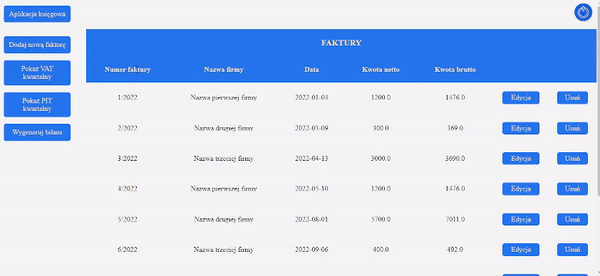 Aplikacja księgowa
Dodaj nową fakturę
Pokaż VAT
kwartalny
Pokaż PIT
kwartalny
Wygeneruj balans
FAKTURY
Numer faktury Nazwa firmy Data Kwota netto Kwota brutto
1/2022 Nazwa pierwszej firmy 2022-01-04 1200.0 1476.0 Edycja Usuń
2/2022 Nazwa drugiej firmy 2022-03-09 300.0 369.0 Edycja Usuń
3/2022 Nazwa trzeciej firmy 2022-04-13 3000.0 3690.0 Edycja Usuń
4/2022 Nazwa pierwszej firmy 2022-05-10 1200.0 1476.0 Edycja Usuń
5/2022 Nazwa drugiej firmy 2022-08-01 5700.0 7011.0 Edycja Usuń
6/2022 Nazwa trzeciej firmy 2022-09-06 400.0 492.0 Edycja Usuń